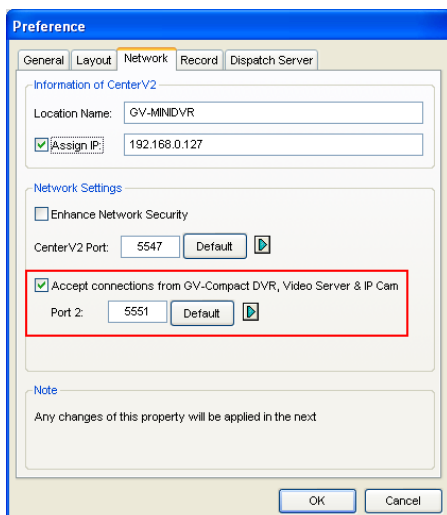 Preference
General Layout Network Record Dispatch Server
Information of CenterV2
Location Name: GV-MINIDVR
Assign IP: 192.168.0.127
Network Settings
Enhance Network Security
CenterV2 Port: 5547 Default
Accept connections from GV-Compact DVR, Video Server & IP Cam
Port 2: 5551 Default
Note
Any changes of this property will be applied in the next
OK Cancel